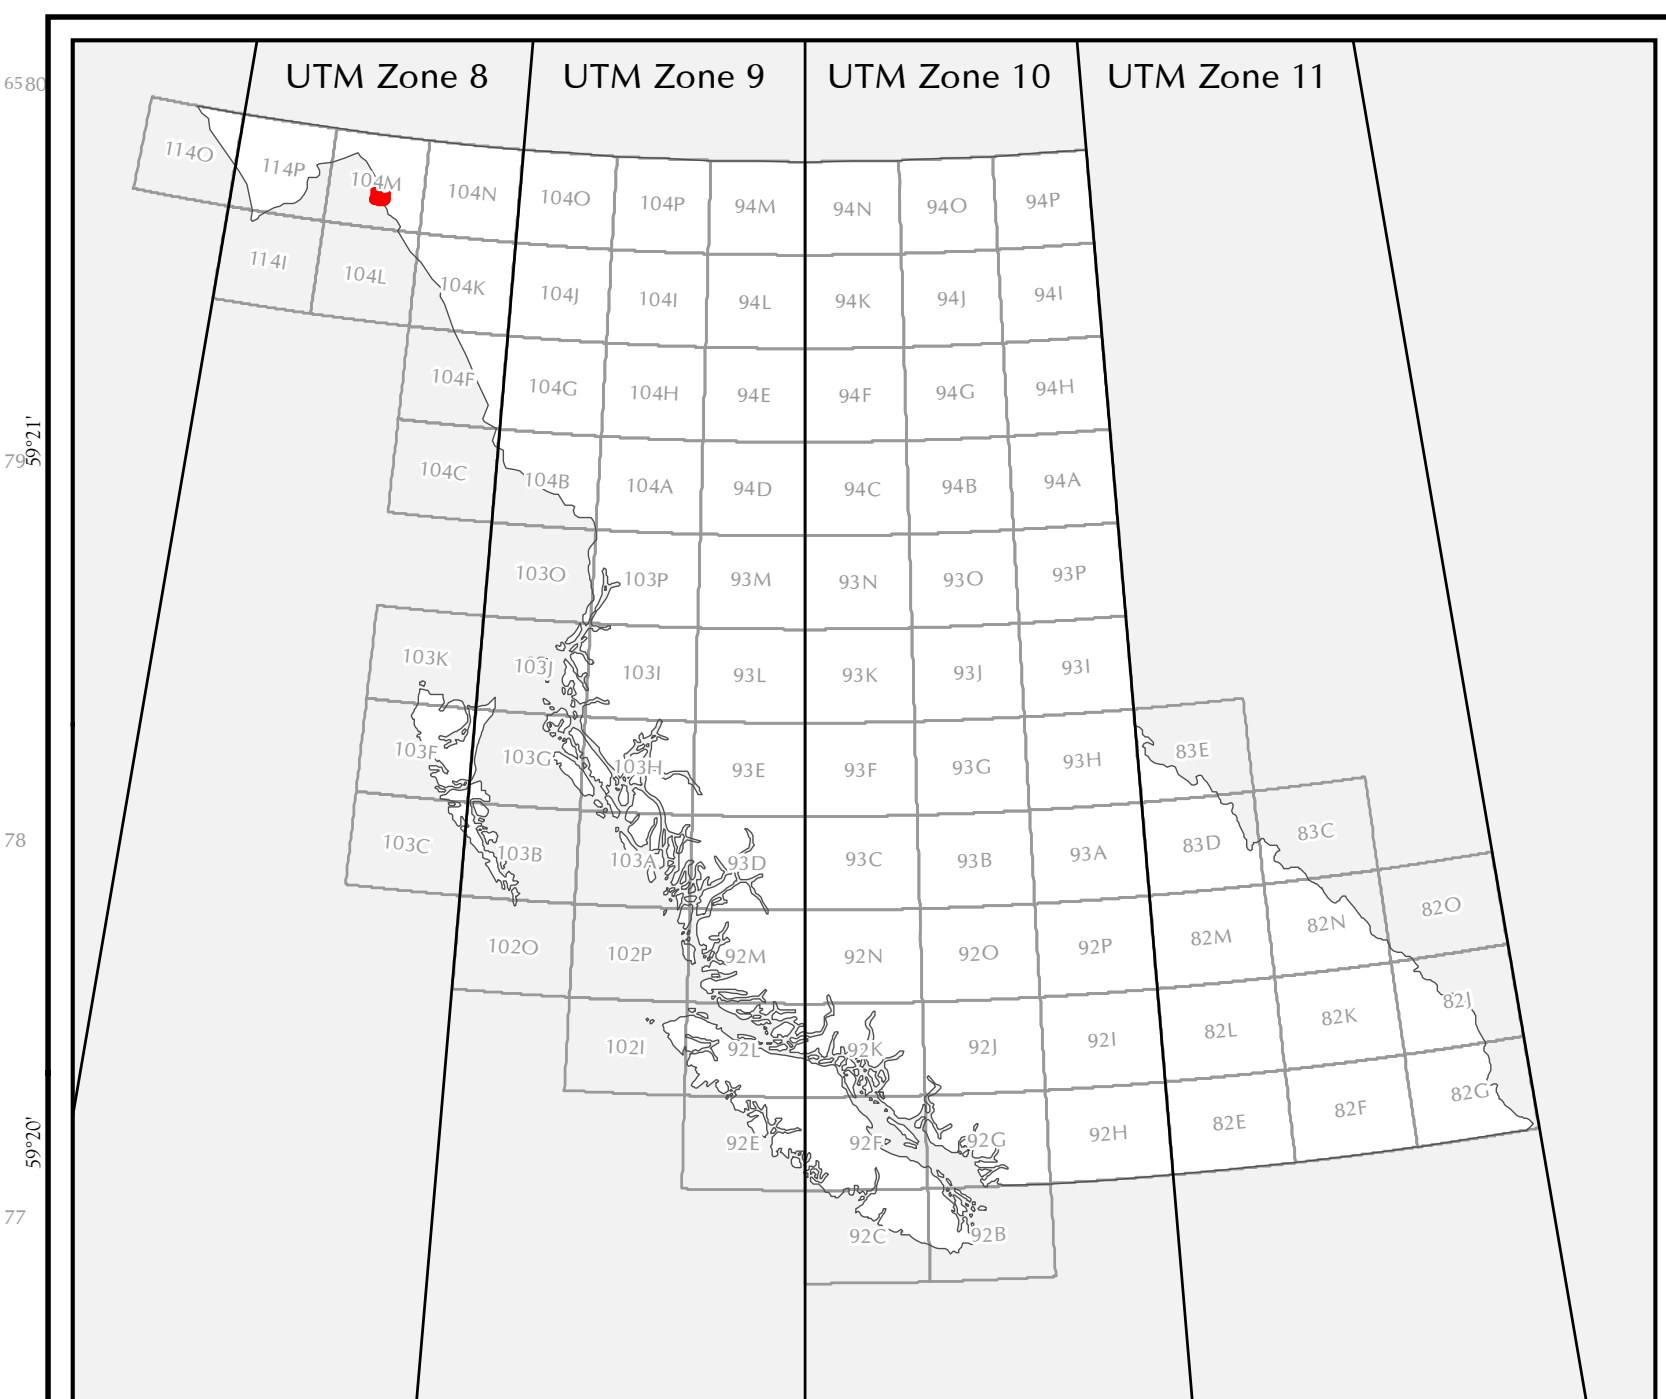 UTM Zone 8 UTM Zone 9 UTM Zone 10 UTM Zone 11
6580
114O 114P 104M 104N 104O 104P 94M 94N 94O 94P
114I 104L 104K 104J 104I 94L 94K 94J 94I
104F 104G 104H 94E 94F 94G 94H
59°21'
79
104C 104B 104A 94D 94C 94B 94A
103O 103P 93M 93N 93O 93P
103K 103J 103I 93L 93K 93J 93I
103F 103G 103H 93E 93F 93G 93H 83E
78
103C 103B 103A 93D 93C 93B 93A 83D 83C
102O 102P 92M 92N 92O 92P 82M 82N 82O
102I 92L 92K 92J 92I 82L 82K 82J
59°20'
92E 92F 92G 92H 82E 82F 82G
77
92C 92B